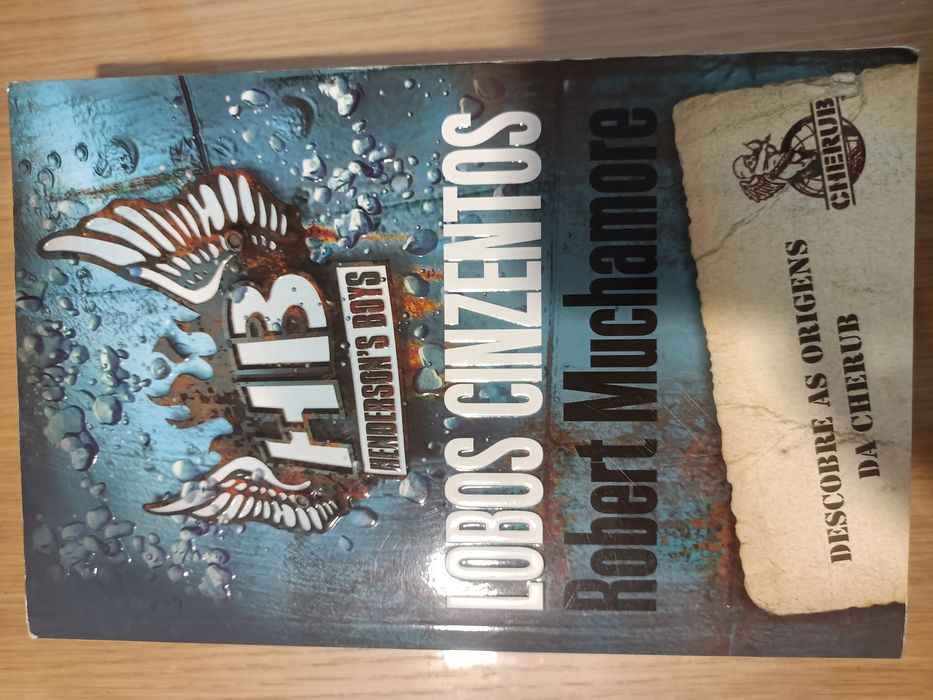 HB
HENDERSON'S BOYS
LOBOS CINZENTOS
Robert Muchamore
DESCOBRE AS ORIGENS
DA CHERUB
CHERUB